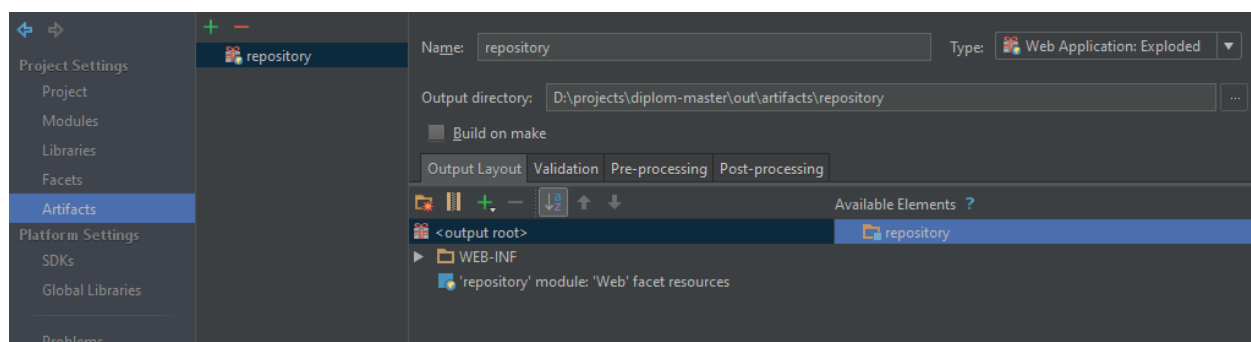 Name: repository Type: Web Application: Exploded
repository
Project Settings
Project
Output directory: D:\projects\diplom-master\out\artifacts\repository ...
Modules
Build on make
Libraries
Output Layout Validation Pre-processing Post-processing
Facets
Artifacts
Available Elements ?
Platform Settings
<output root>
repository
SDKs
WEB-INF
Global Libraries
'repository' module: 'Web' facet resources
Problems